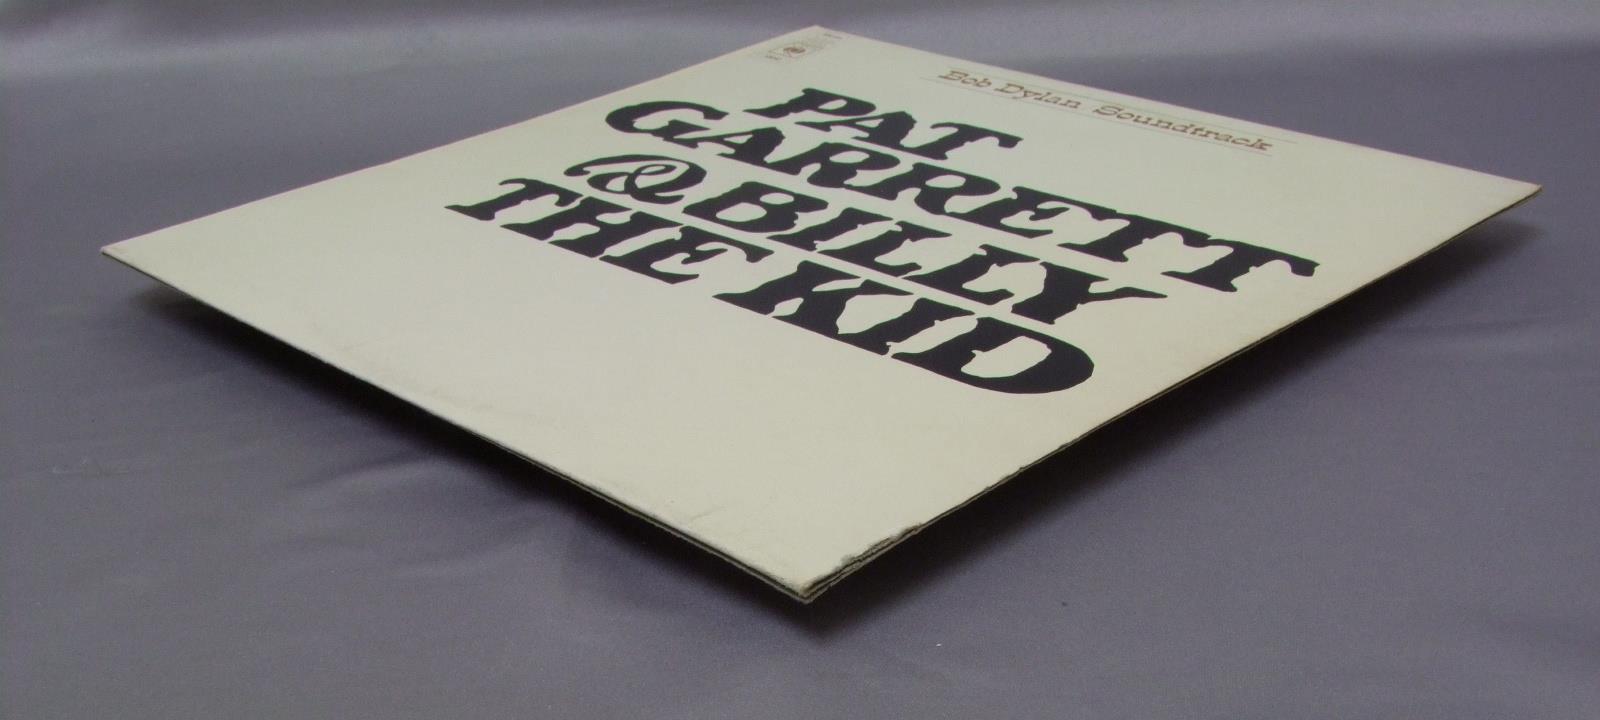 Bob Dylan Soundtrack
PAT
GARRETT
& BILLY
THE KID